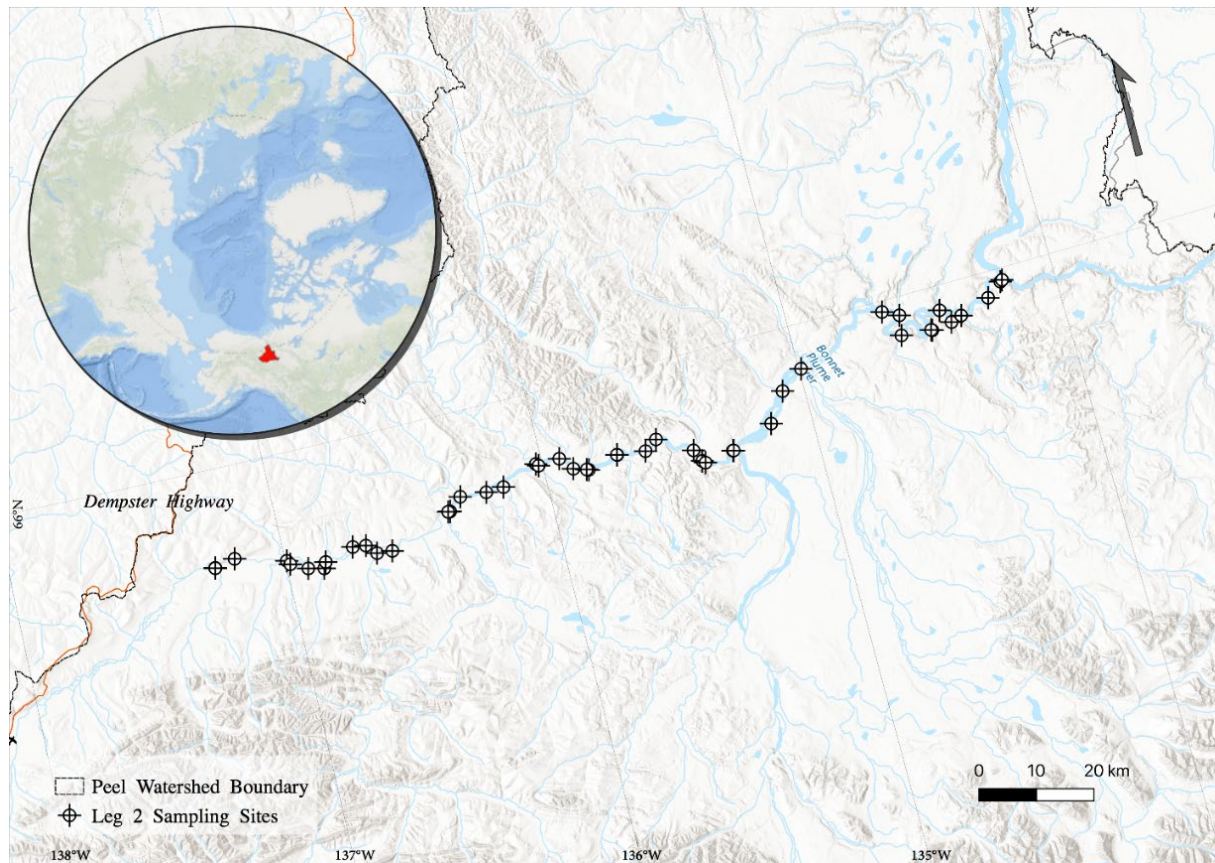 Bonnet
Plume
Dempster Highway
66°N
Peel Watershed Boundary
Leg 2 Sampling Sites
0 10 20 km
138°W 137°W 136°W 135°W